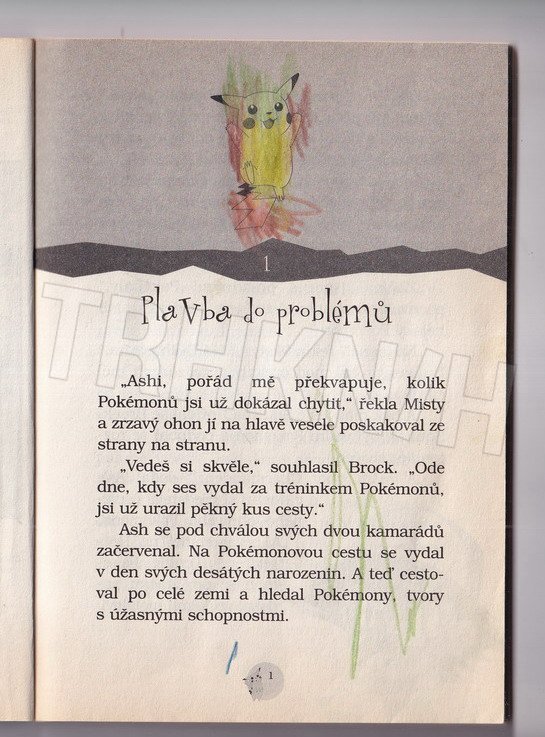 1
Plavba do problémů
TRHKNIH
„Ashi, pořád mě překvapuje, kolik
Pokémonů jsi už dokázal chytit,“ řekla Misty
a zrzavý ohon jí na hlavě vesele poskakoval ze
strany na stranu.
„Vedeš si skvěle,“ souhlasil Brock. „Ode
dne, kdy ses vydal za tréninkem Pokémonů,
jsi už urazil pěkný kus cesty.“
Ash se pod chválou svých dvou kamarádů
začervenal. Na Pokémonovou cestu se vydal
v den svých desátých narozenin. A teď cesto-
val po celé zemi a hledal Pokémony, tvory
s úžasnými schopnostmi.
1